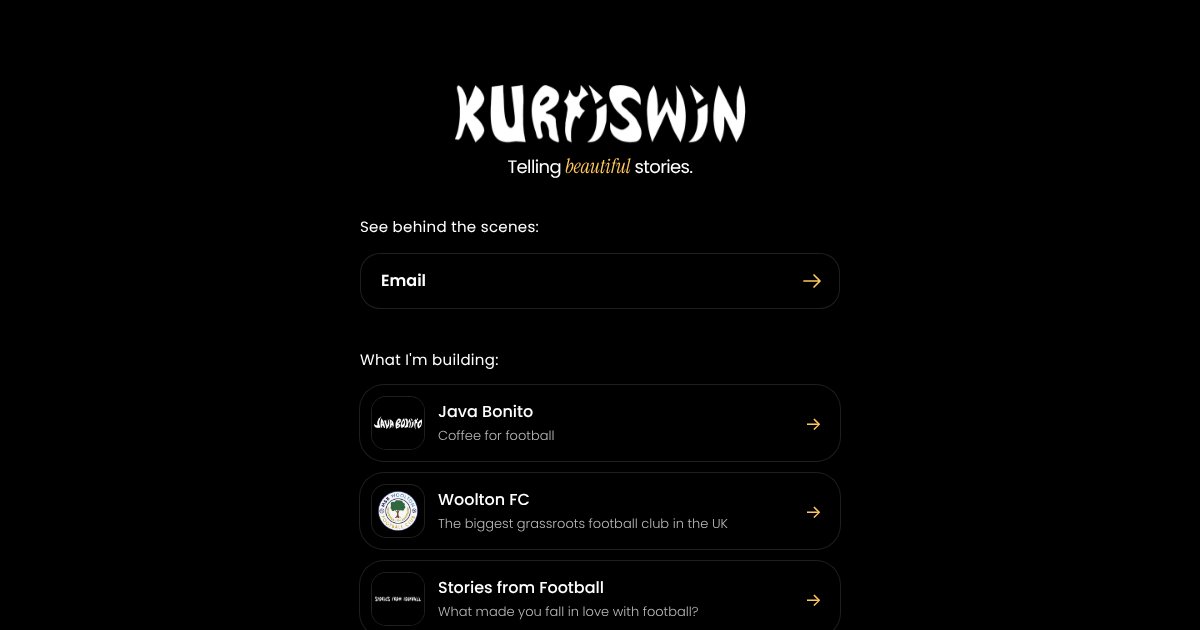 KURFISWIN
Telling beautiful stories.
See behind the scenes:
Email
What I'm building:
JAVA BONITO
Java Bonito
Coffee for football
Woolton FC
The biggest grassroots football club in the UK
STORIES FROM FOOTBALL
Stories from Football
What made you fall in love with football?